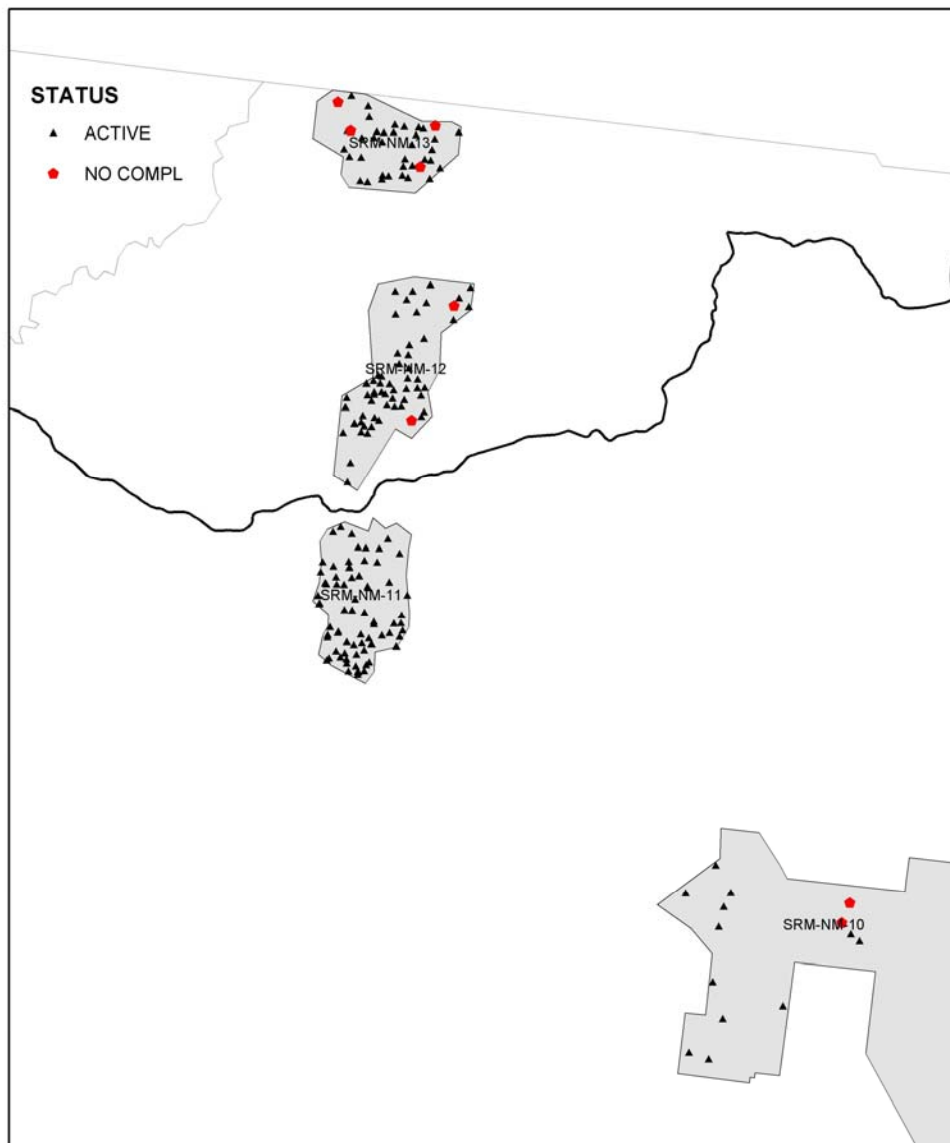 STATUS
ACTIVE
NO COMPL
SRM-NM-13
SRM-NM-12
SRM-NM-11
SRM-NM-10